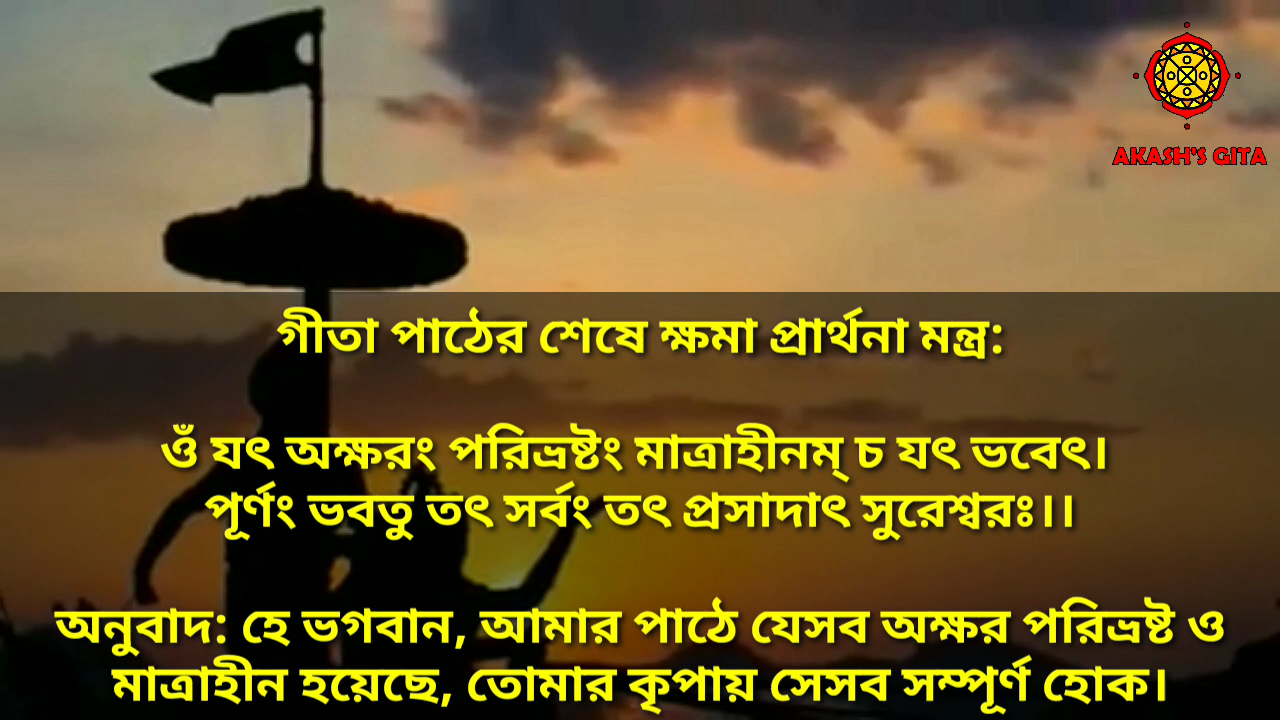 AKASH'S GITA
গীতা পাঠের শেষে ক্ষমা প্রার্থনা মন্ত্র:
ওঁ যৎ অক্ষরং পরিভ্রষ্টং মাত্রাহীনম্ চ যৎ ভবেৎ।
পূর্ণং ভবতু তৎ সর্বং তৎ প্রসাদাৎ সুরেশ্বরঃ।।
অনুবাদ: হে ভগবান, আমার পাঠে যেসব অক্ষর পরিভ্রষ্ট ও
মাত্রাহীন হয়েছে, তোমার কৃপায় সেসব সম্পূর্ণ হোক।